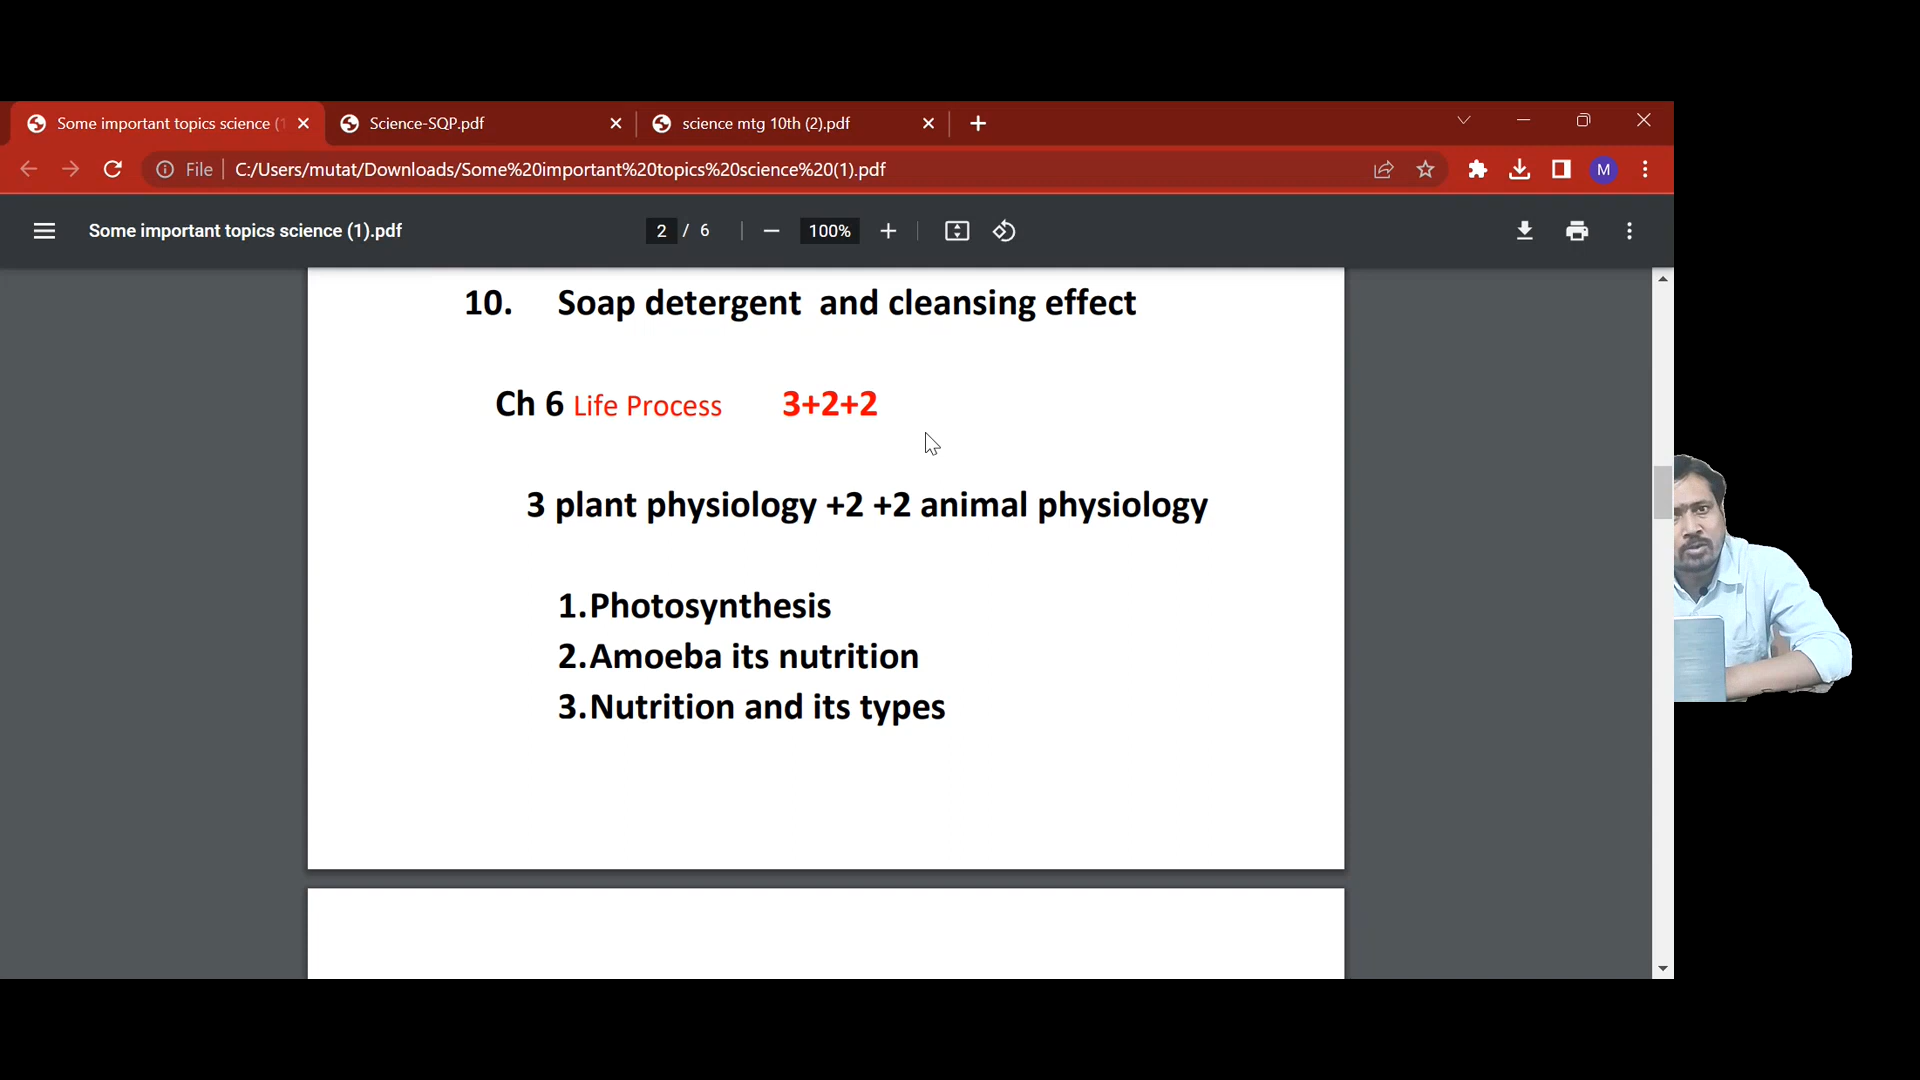 Some important topics science (1
Science-SQP.pdf
science mtg 10th (2).pdf
File
C:/Users/mutat/Downloads/Some%20important%20topics%20science%20(1).pdf
M
Some important topics science (1).pdf
2 / 6
100%
10. Soap detergent and cleansing effect
Ch 6 Life Process 3+2+2
3 plant physiology +2 +2 animal physiology
1.Photosynthesis
2.Amoeba its nutrition
3.Nutrition and its types